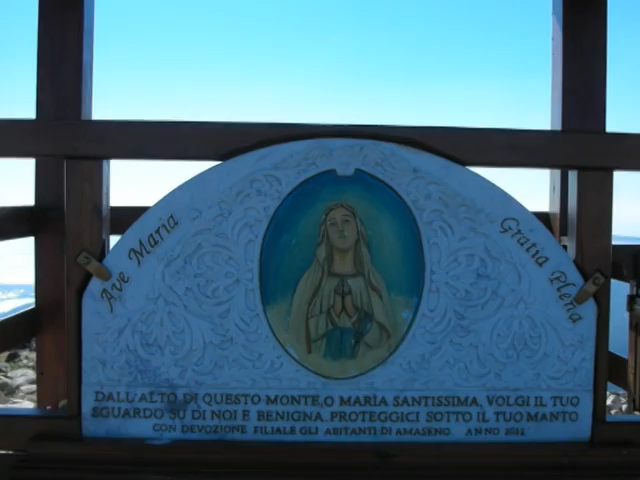 Ave Maria
Gratia Plena
DALL'ALTO DI QUESTO MONTE, O MARIA SANTISSIMA, VOLGI IL TUO
SGUARDO SU DI NOI E BENIGNA PROTEGGICI SOTTO IL TUO MANTO
CON DEVOZIONE FILIALE GLI ABITANTI DI AMASENO. ANNO 2012